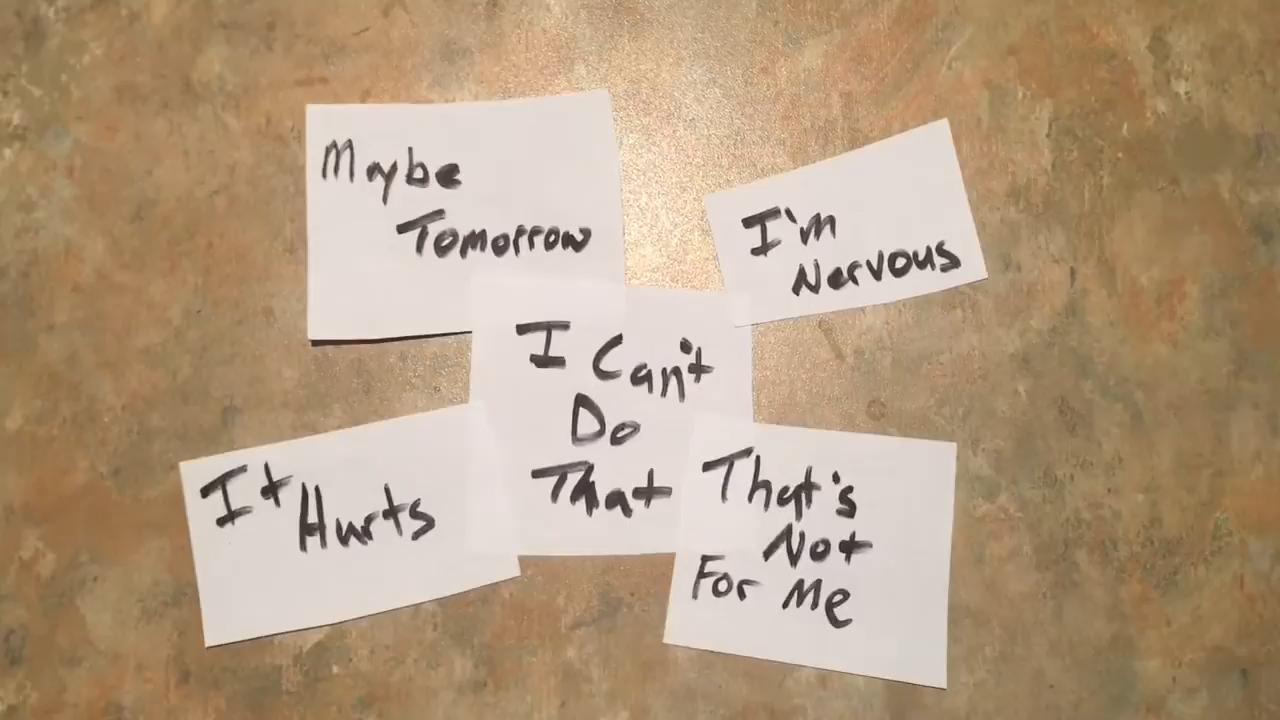 Maybe
Tomorrow
I'm
Nervous
I Can't
Do
That
It Hurts
That's
Not
For Me